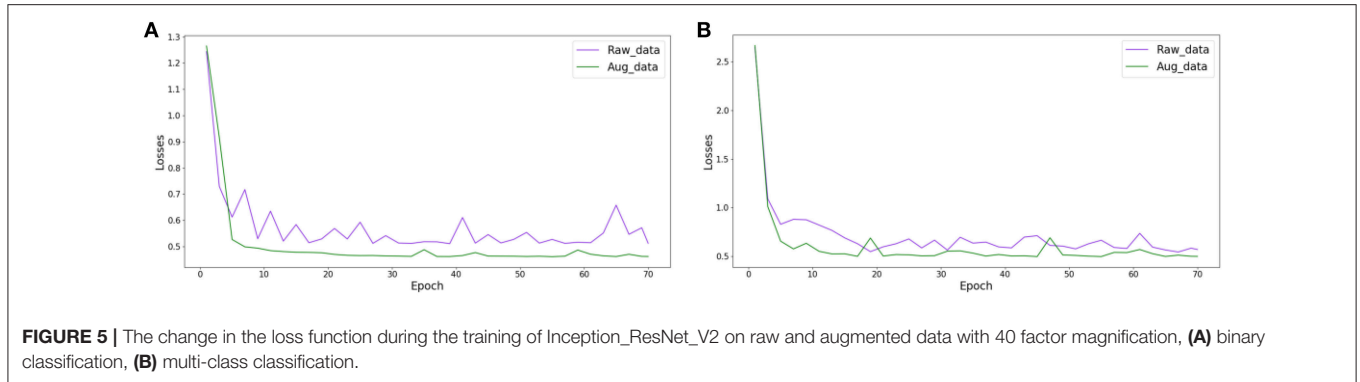 A
1.3
1.2
1.1
1.0
0.9
0.8
0.7
0.6
0.5
Losses
0 10 20 30 40 50 60 70
Epoch
Raw_data
Aug_data
B
2.5
2.0
1.5
1.0
0.5
Losses
0 10 20 30 40 50 60 70
Epoch
Raw_data
Aug_data
FIGURE 5 | The change in the loss function during the training of Inception_ResNet_V2 on raw and augmented data with 40 factor magnification, (A) binary
classification, (B) multi-class classification.